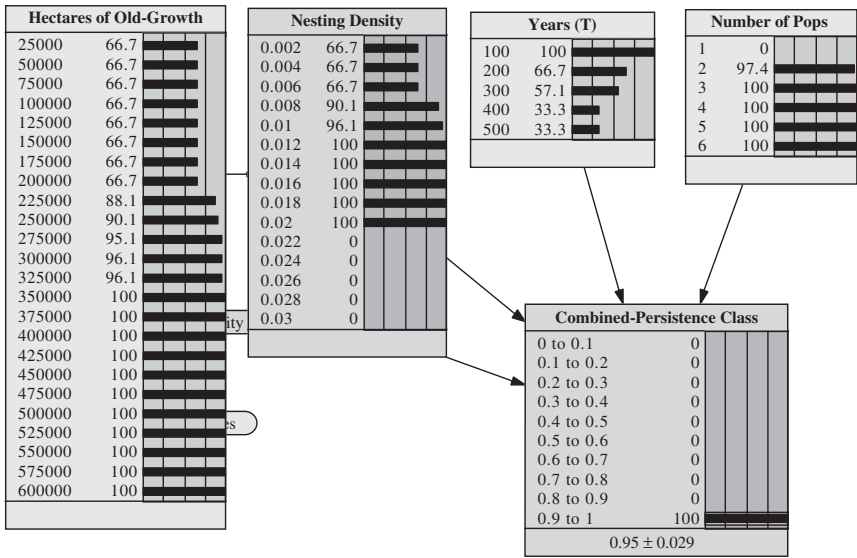 Hectares of Old-Growth
25000 66.7
50000 66.7
75000 66.7
100000 66.7
125000 66.7
150000 66.7
175000 66.7
200000 66.7
225000 88.1
250000 90.1
275000 95.1
300000 96.1
325000 96.1
350000 100
375000 100
400000 100
425000 100
450000 100
475000 100
500000 100
525000 100
550000 100
575000 100
600000 100
Nesting Density
0.002 66.7
0.004 66.7
0.006 66.7
0.008 90.1
0.01 96.1
0.012 100
0.014 100
0.016 100
0.018 100
0.02 100
0.022 0
0.024 0
0.026 0
0.028 0
0.03 0
ity
es
Years (T)
100 100
200 66.7
300 57.1
400 33.3
500 33.3
Number of Pops
1 0
2 97.4
3 100
4 100
5 100
6 100
Combined-Persistence Class
0 to 0.1 0
0.1 to 0.2 0
0.2 to 0.3 0
0.3 to 0.4 0
0.4 to 0.5 0
0.5 to 0.6 0
0.6 to 0.7 0
0.7 to 0.8 0
0.8 to 0.9 0
0.9 to 1 100
0.95 ± 0.029